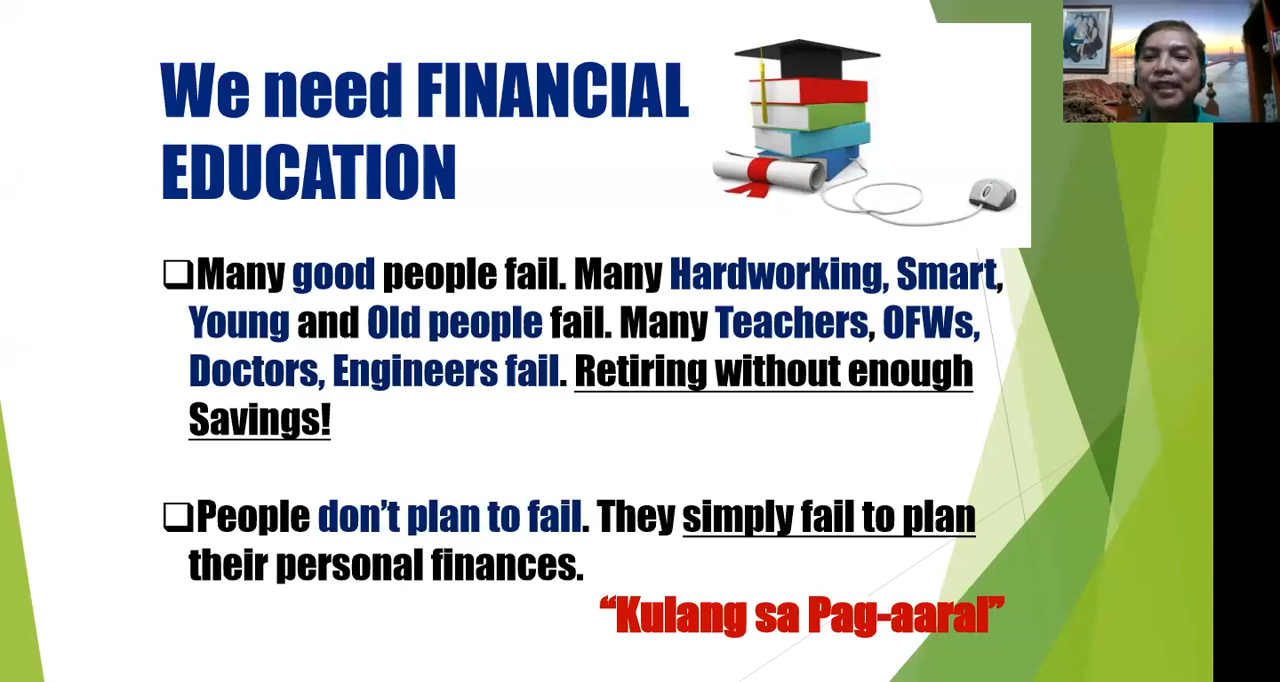 We need FINANCIAL
EDUCATION
Many good people fail. Many Hardworking, Smart,
Young and Old people fail. Many Teachers, OFWs,
Doctors, Engineers fail. Retiring without enough
Savings!
People don't plan to fail. They simply fail to plan
their personal finances.
“Kulang sa Pag-aaral”